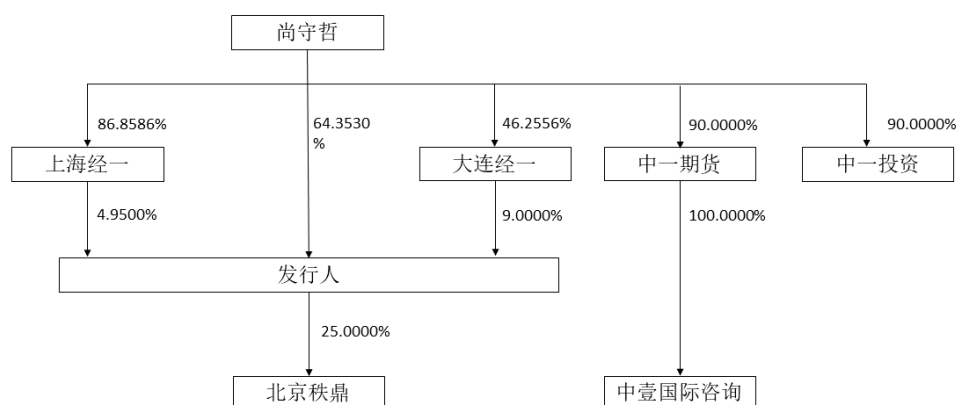 尚守哲
86.8586%
64.3530
%
46.2556%
90.0000%
90.0000%
上海经一
大连经一
中一期货
中一投资
4.9500%
9.0000%
100.0000%
发行人
25.0000%
北京秩鼎
中壹国际咨询